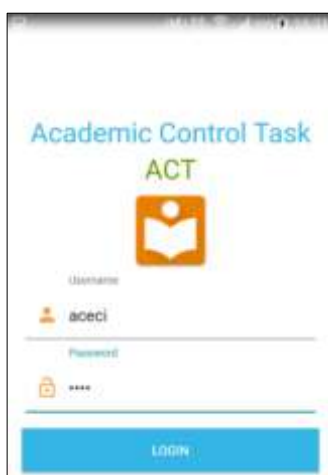 Academic Control Task
ACT
Username
aceci
Password
••••
LOGIN